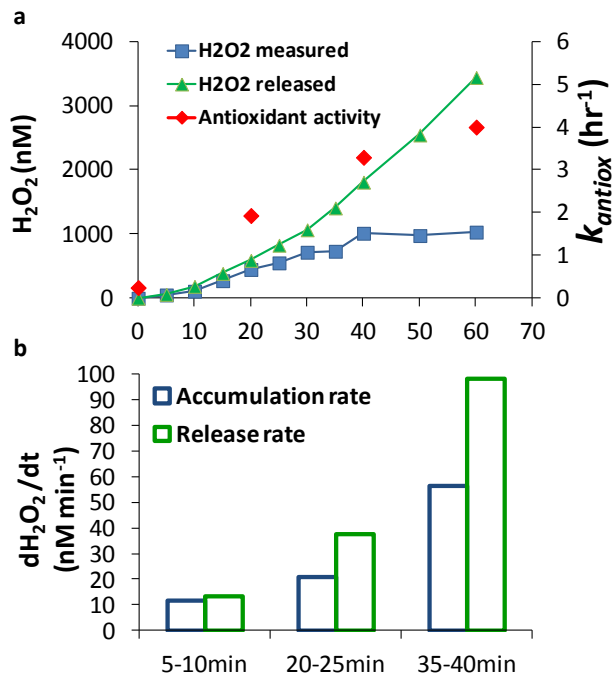 a
H₂O₂ (nM)
4000
3000
2000
1000
0
H2O2 measured
H2O2 released
Antioxidant activity
6
5
4
3
2
1
0
k antiox (hr⁻¹)
0 10 20 30 40 50 60 70
b
dH₂O₂/dt
(nM min⁻¹)
100
90
80
70
60
50
40
30
20
10
0
Accumulation rate
Release rate
5-10min 20-25min 35-40min